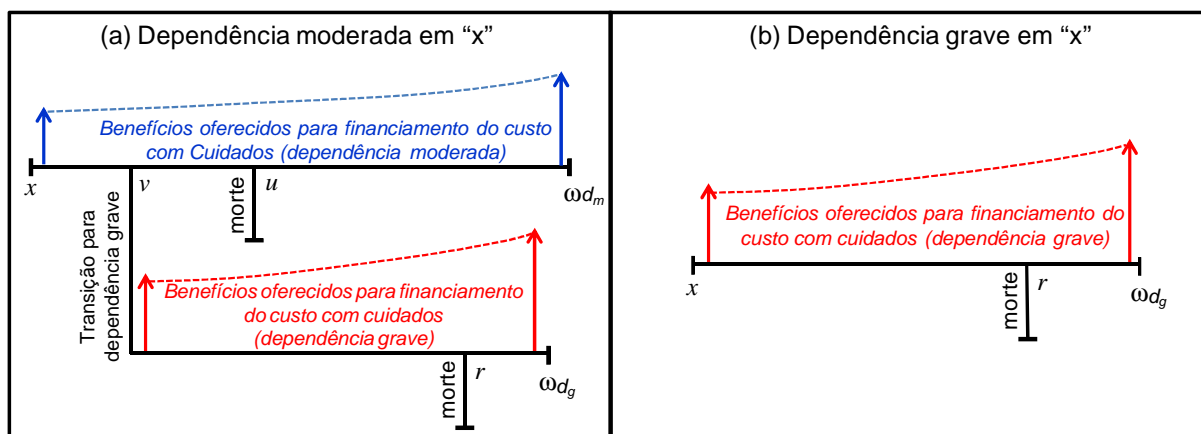 (a) Dependência moderada em “x”
Benefícios oferecidos para financiamento do custo
com Cuidados (dependência moderada)
x
v
u
ωdm
Transição para
dependência grave
morte
Benefícios oferecidos para financiamento
do custo com cuidados
(dependência grave)
r
ωdg
morte
(b) Dependência grave em “x”
Benefícios oferecidos para financiamento do
custo com cuidados (dependência grave)
x
r
ωdg
morte